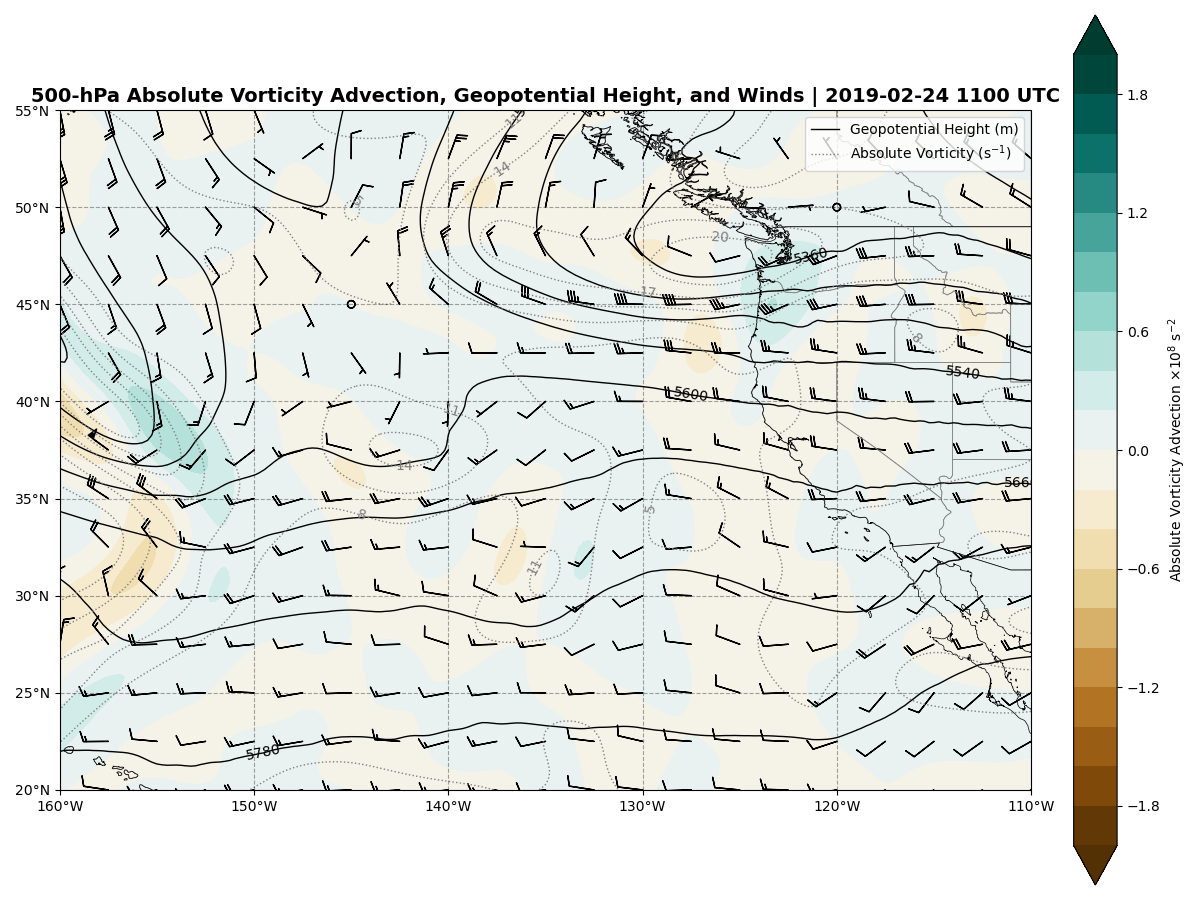 500-hPa Absolute Vorticity Advection, Geopotential Height, and Winds | 2019-02-24 1100 UTC
Geopotential Height (m)
Absolute Vorticity (s⁻¹)
55°N
50°N
45°N
40°N
35°N
30°N
25°N
20°N
160°W
150°W
140°W
130°W
120°W
110°W
14
20
5360
17
8
5540
5600
11
14
8
5
566
11
5780
1.8
1.2
0.6
0.0
−0.6
−1.2
−1.8
Absolute Vorticity Advection ×10⁸ s⁻²